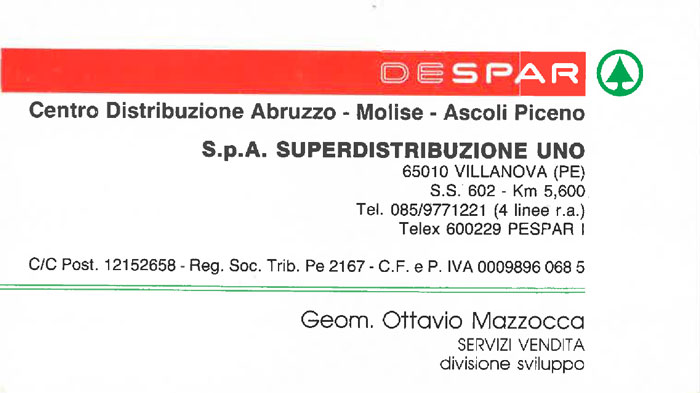 DESPAR
Centro Distribuzione Abruzzo - Molise - Ascoli Piceno
S.p.A. SUPERDISTRIBUZIONE UNO
65010 VILLANOVA (PE)
S.S. 602 - Km 5,600
Tel. 085/9771221 (4 linee r.a.)
Telex 600229 PESPAR I
C/C Post. 12152658 - Reg. Soc. Trib. Pe 2167 - C.F. e P. IVA 0009896 068 5
Geom. Ottavio Mazzocca
SERVIZI VENDITA
divisione sviluppo